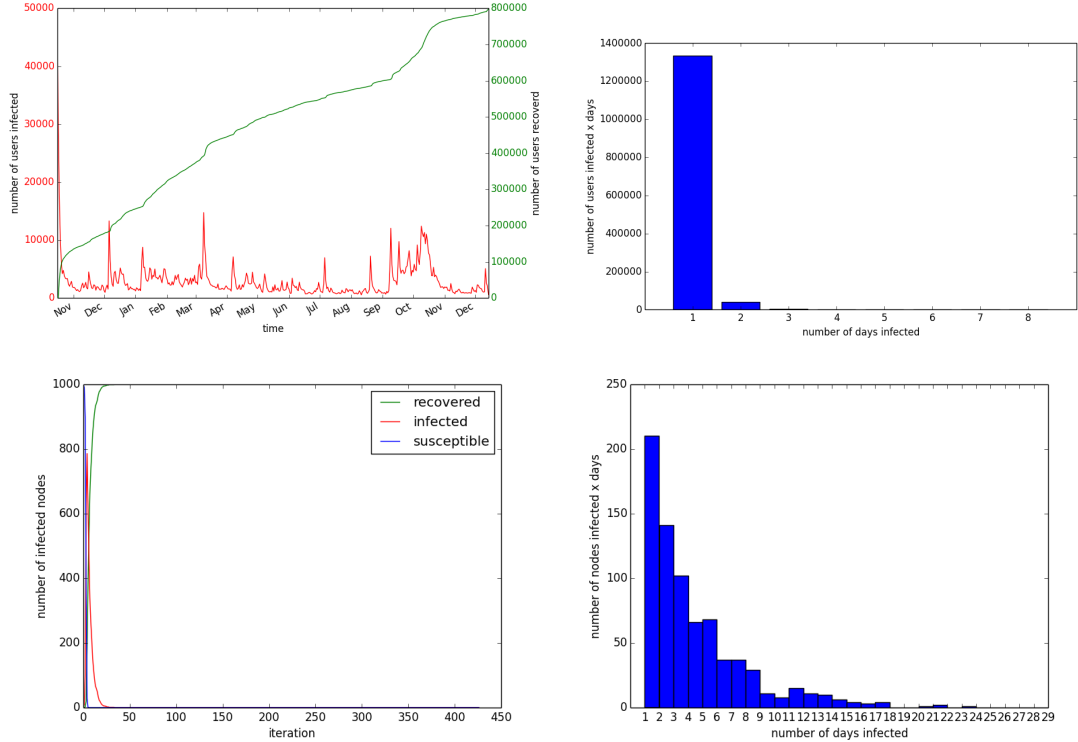 50000
40000
30000
20000
10000
0
number of users infected
800000
700000
600000
500000
400000
300000
200000
100000
0
number of users recoverd
Nov Dec Jan Feb Mar Apr May Jun Jul Aug Sep Oct Nov Dec
time
1400000
1200000
1000000
800000
600000
400000
200000
0
number of users infected x days
1 2 3 4 5 6 7 8
number of days infected
1000
800
600
400
200
0
number of infected nodes
recovered
infected
susceptible
0 50 100 150 200 250 300 350 400 450
iteration
250
200
150
100
50
0
number of nodes infected x days
1 2 3 4 5 6 7 8 9 10 11 12 13 14 15 16 17 18 19 20 21 22 23 24 25 26 27 28 29
number of days infected